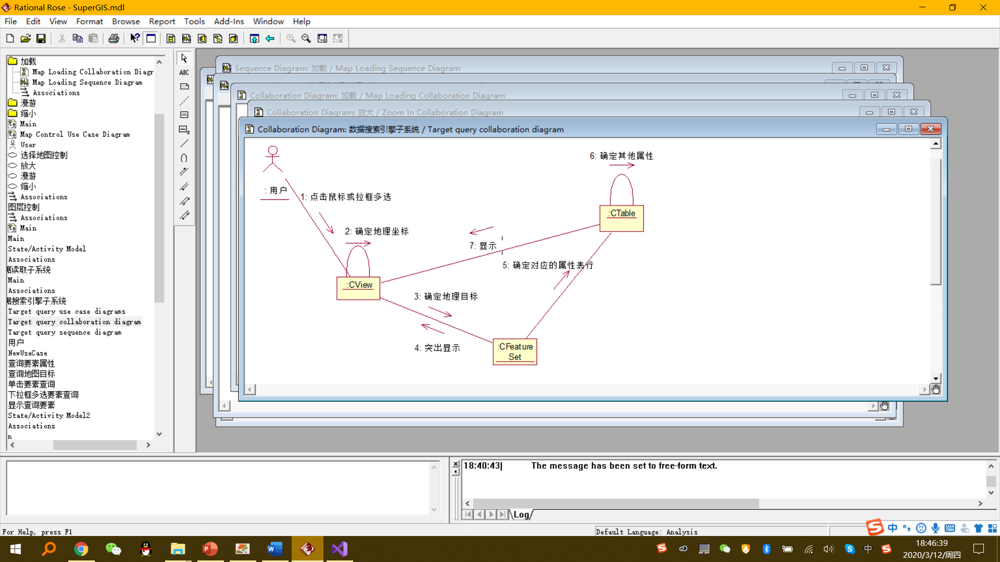 Rational Rose - SuperGIS.mdl
File Edit View Format Browse Report Tools Add-Ins Window Help
加载
Map Loading Collaboration Diagr
Map Loading Sequence Diagram
Associations
漫游
缩小
Main
Map Control Use Case Diagram
User
选择地图控制
放大
漫游
缩小
Associations
图层控制
Associations
Main
Main
State/Activity Model
Associations
据读取子系统
Main
Associations
据搜索引擎子系统
Target query use case diagrams
Target query collaboration diagram
Target query sequence diagram
用户
NewUseCase
查询要素属性
查询地图目标
单击要素查询
下拉框多选要素查询
显示查询要素
State/Activity Model2
Associations
n
ABC
Sequence Diagram: 加载 / Map Loading Sequence Diagram
Collaboration Diagram: 加载 / Map Loading Collaboration Diagram
Collaboration Diagram: 放大 / Zoom In Collaboration Diagram
Collaboration Diagram: 数据搜索引擎子系统 / Target query collaboration diagram
6: 确定其他属性
: 用户
1: 点击鼠标或拉框多选
:CTable
2: 确定地理坐标
7: 显示
5: 确定对应的属性表行
:CView
3: 确定地理目标
4: 突出显示
:CFeature
Set
18:40:43| The message has been set to free-form text.
Log
For Help, press F1
Default Language: Analysis
中
中
18:46:39
2020/3/12/周四